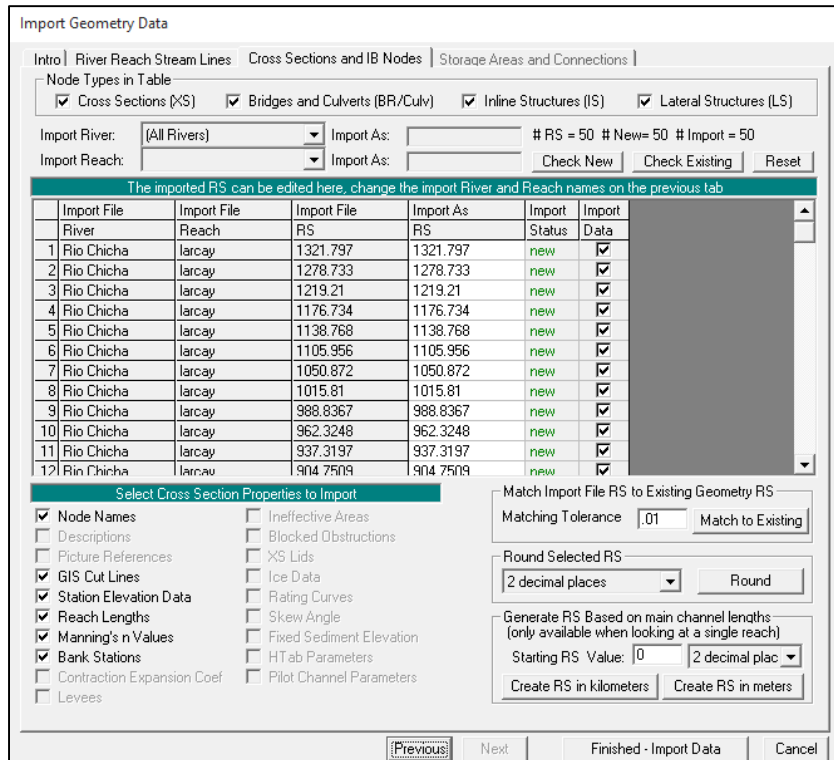 Import Geometry Data
Intro River Reach Stream Lines Cross Sections and IB Nodes Storage Areas and Connections
Node Types in Table
Cross Sections (XS) Bridges and Culverts (BR/Culv) Inline Structures (IS) Lateral Structures (LS)
Import River: (All Rivers) Import As: # RS = 50 # New= 50 # Import = 50
Import Reach: Import As: Check New Check Existing Reset
The imported RS can be edited here, change the import River and Reach names on the previous tab
Import File Import File Import File Import As Import Import
River Reach RS RS Status Data
1 Rio Chicha larcay 1321.797 1321.797 new
2 Rio Chicha larcay 1278.733 1278.733 new
3 Rio Chicha larcay 1219.21 1219.21 new
4 Rio Chicha larcay 1176.734 1176.734 new
5 Rio Chicha larcay 1138.768 1138.768 new
6 Rio Chicha larcay 1105.956 1105.956 new
7 Rio Chicha larcay 1050.872 1050.872 new
8 Rio Chicha larcay 1015.81 1015.81 new
9 Rio Chicha larcay 988.8367 988.8367 new
10 Rio Chicha larcay 962.3248 962.3248 new
11 Rio Chicha larcay 937.3197 937.3197 new
12 Rio Chicha larcay 904.7509 904.7509 new
Select Cross Section Properties to Import
Node Names Ineffective Areas
Descriptions Blocked Obstructions
Picture References XS Lids
GIS Cut Lines Ice Data
Station Elevation Data Rating Curves
Reach Lengths Skew Angle
Manning's n Values Fixed Sediment Elevation
Bank Stations HTab Parameters
Contraction Expansion Coef Pilot Channel Parameters
Levees
Match Import File RS to Existing Geometry RS
Matching Tolerance .01 Match to Existing
Round Selected RS
2 decimal places Round
Generate RS Based on main channel lengths
(only available when looking at a single reach)
Starting RS Value: 0 2 decimal plac
Create RS in kilometers Create RS in meters
Previous Next Finished - Import Data Cancel